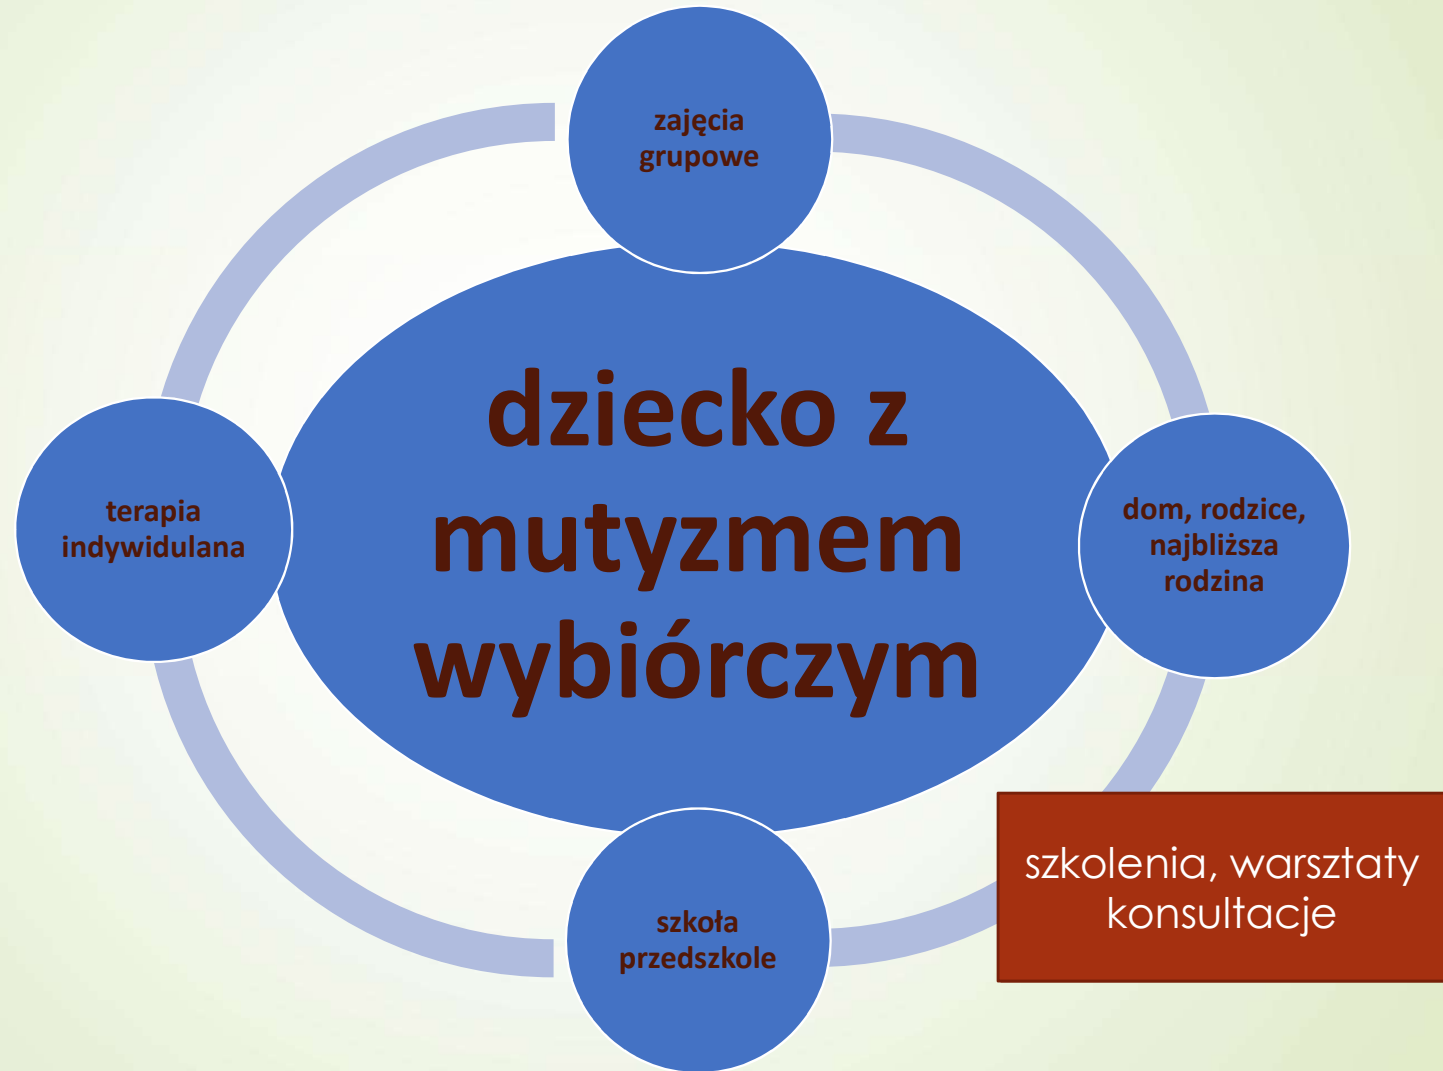 zajęcia
grupowe
dziecko z
mutyzmem
wybiórczym
terapia
indywidulana
dom, rodzice,
najbliższa
rodzina
szkolenia, warsztaty
konsultacje
szkoła
przedszkole